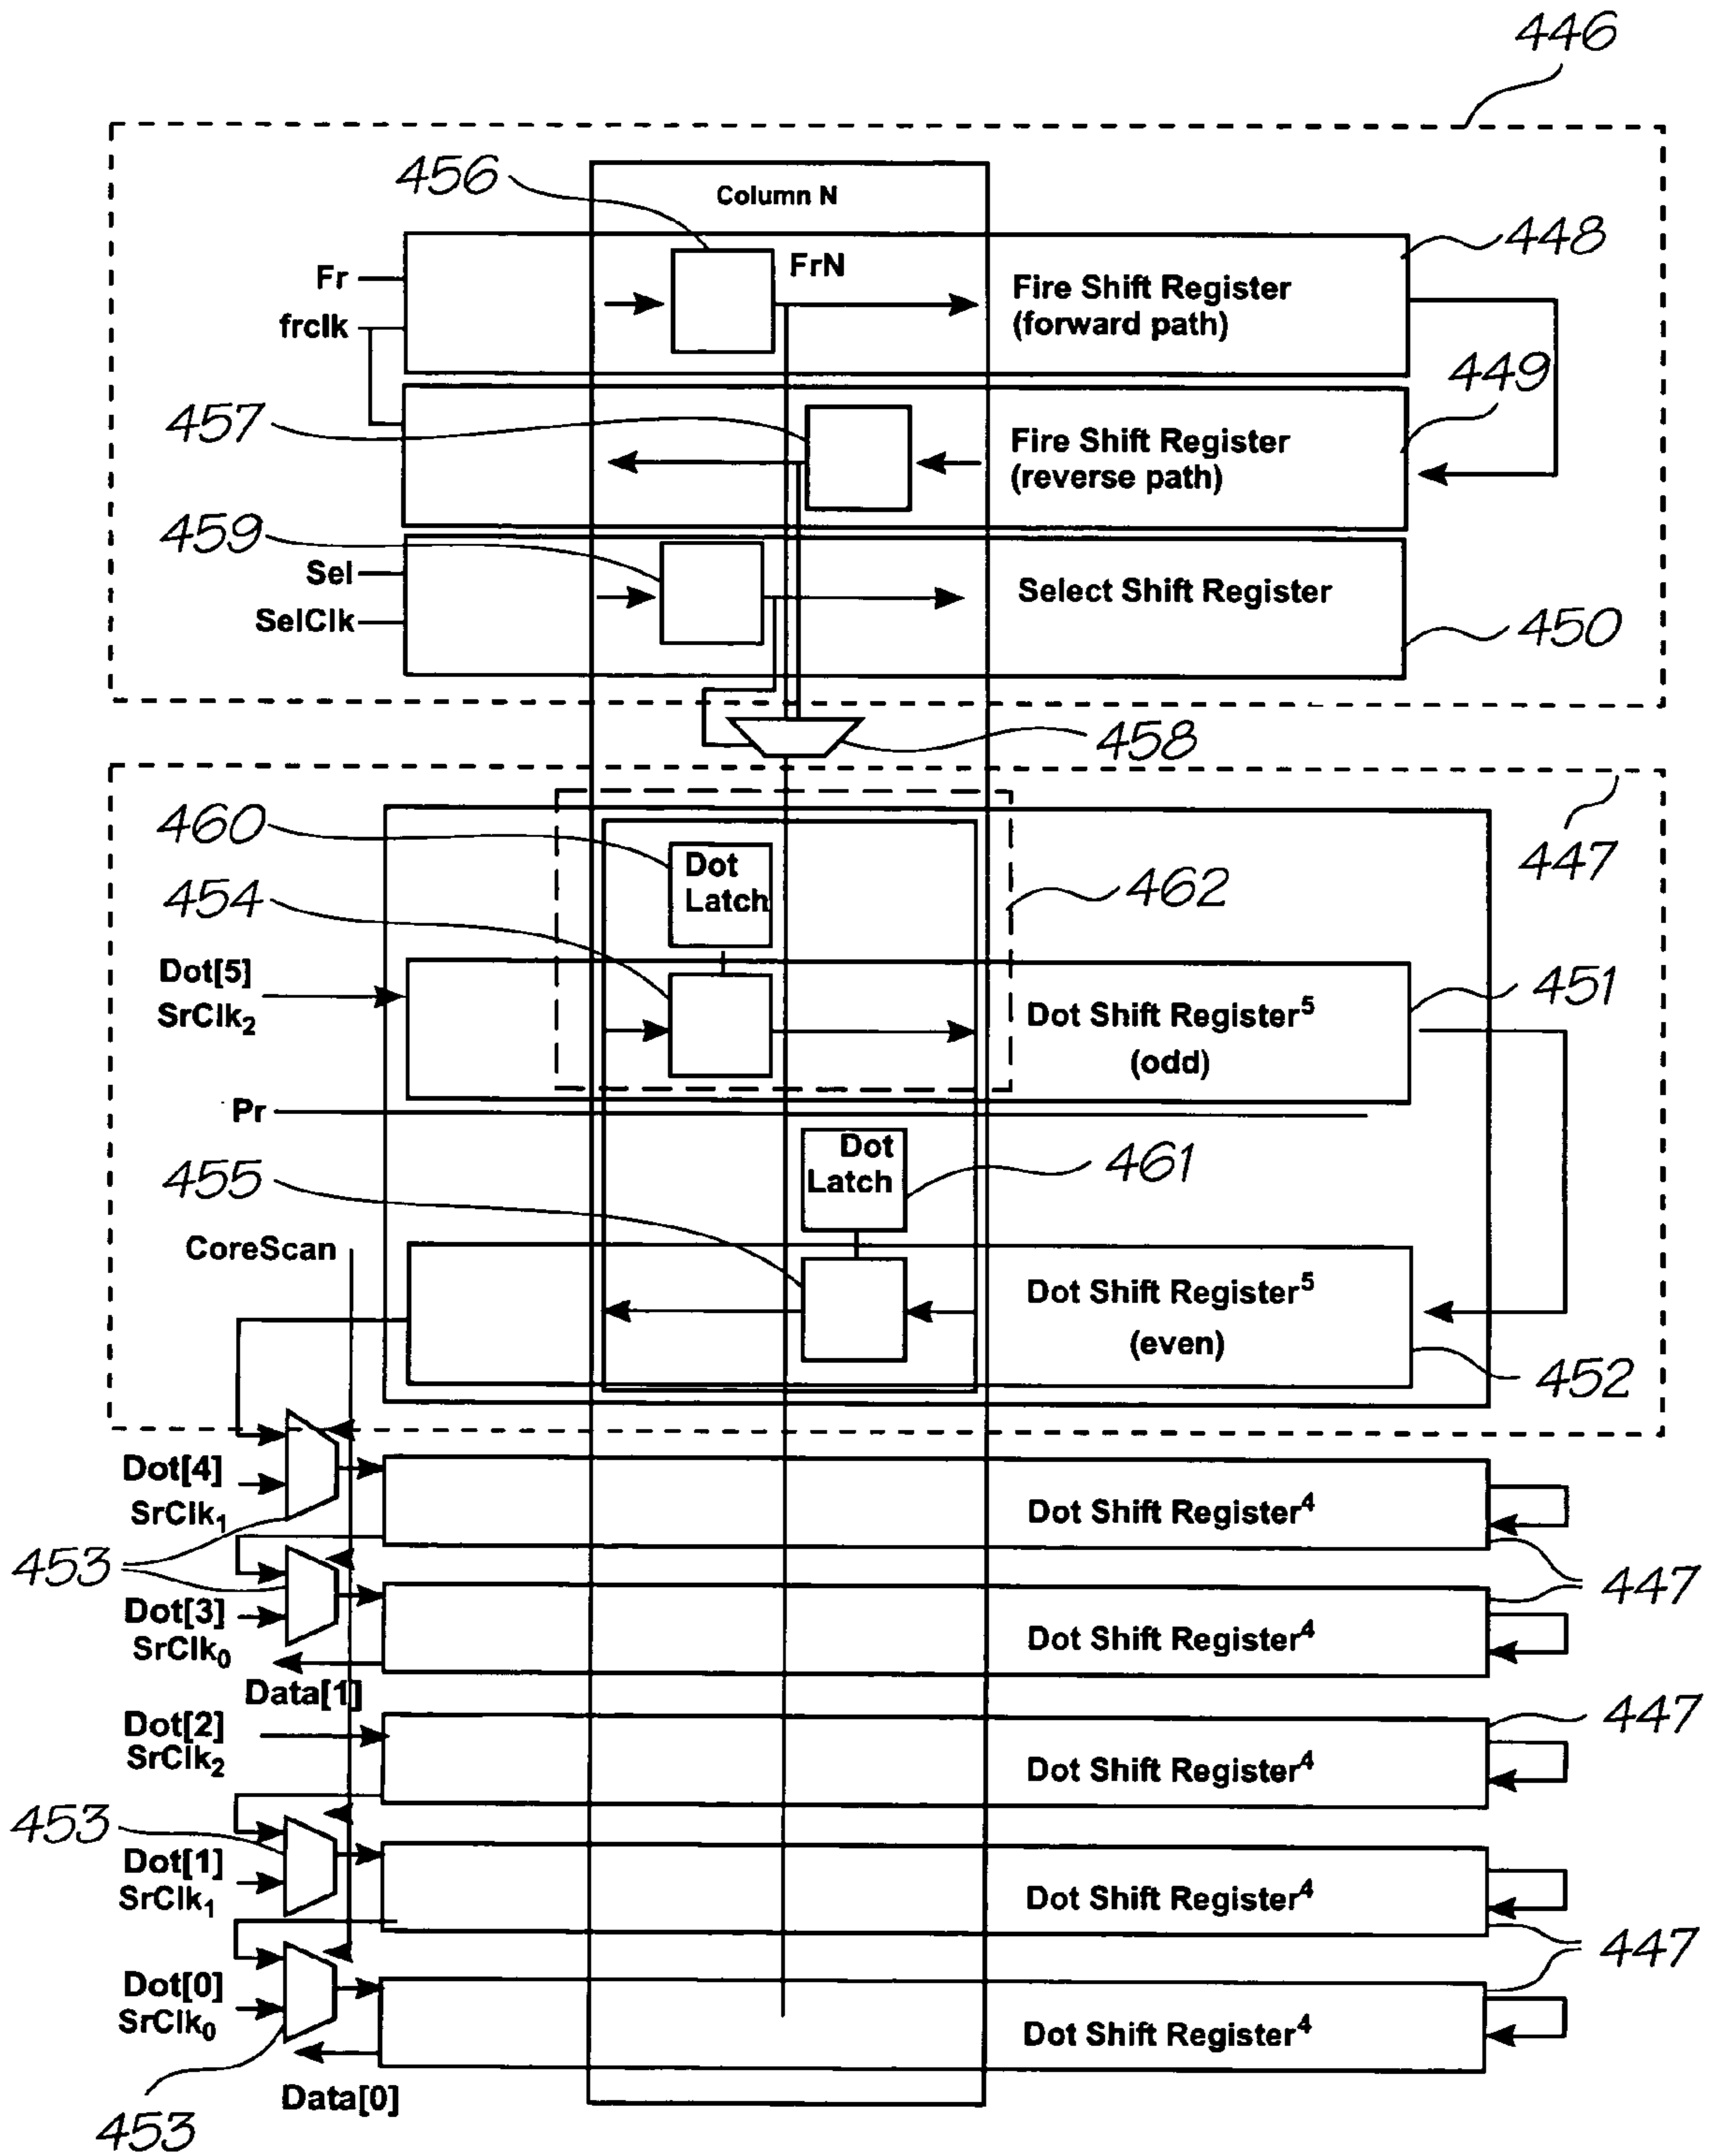 446
456
Column N
448
Fr
FrN
Fire Shift Register
(forward path)
frclk
449
457
Fire Shift Register
(reverse path)
459
Sel
Select Shift Register
SelClk
450
458
460
Dot
Latch
447
462
454
Dot[5]
SrClk2
451
Dot Shift Register5
(odd)
Pr
Dot
Latch
461
455
CoreScan
Dot Shift Register5
(even)
452
Dot[4]
SrClk1
Dot Shift Register4
453
447
Dot[3]
SrClk0
Dot Shift Register4
Data[1]
Dot[2]
SrClk2
447
Dot Shift Register4
453
Dot[1]
SrClk1
Dot Shift Register4
447
Dot[0]
SrClk0
Dot Shift Register4
Data[0]
453